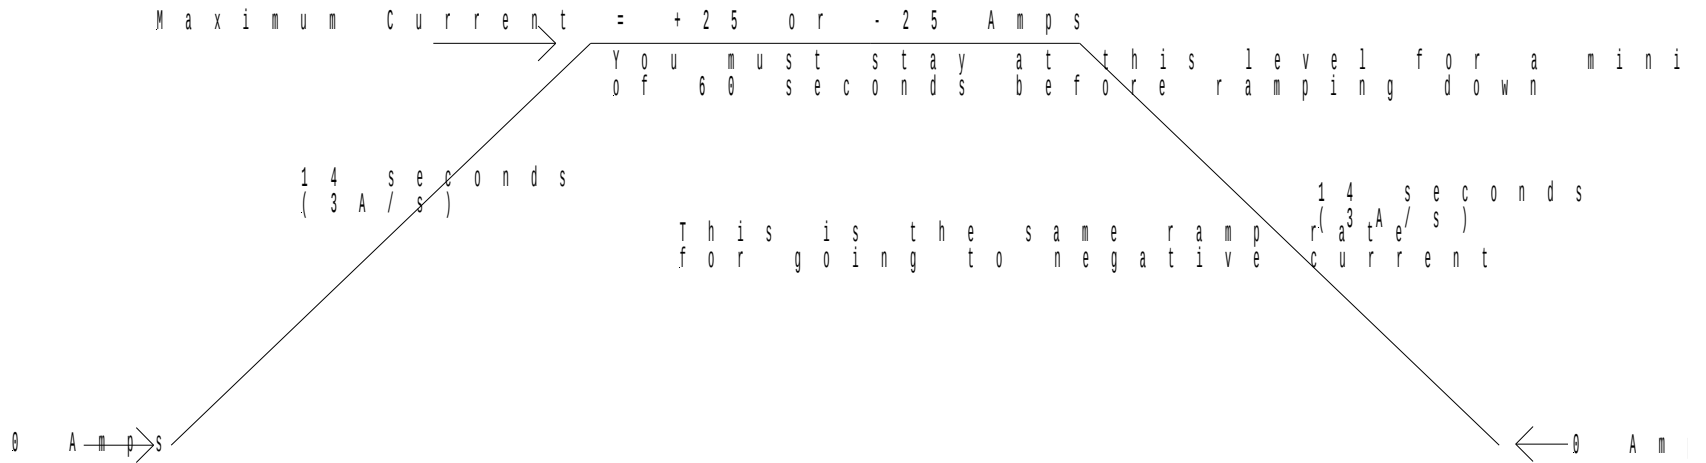 Maximum Current = +25 or -25 Amps
You must stay at this level for a mini
of 60 seconds before ramping down
14 seconds
(3A/s)
14 seconds
(3A/s)
This is the same ramp rate
for going to negative current
0 Amps
0 Am